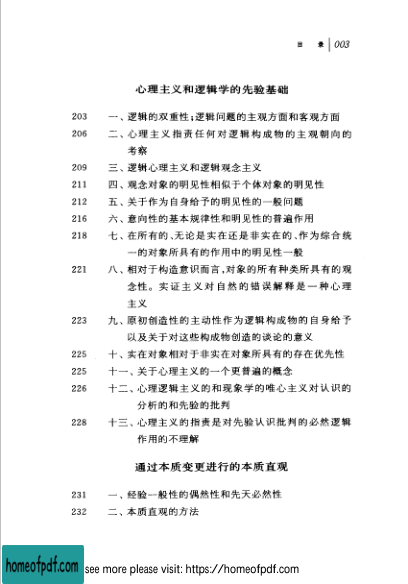 目 录 003
心理主义和逻辑学的先验基础
203 一、逻辑的双重性；逻辑问题的主观方面和客观方面
206 二、心理主义指责任何对逻辑构成物的主观朝向的
考察
209 三、逻辑心理主义和逻辑观念主义
211 四、观念对象的明见性相似于个体对象的明见性
212 五、关于作为自身给予的明见性的一般问题
216 六、意向性的基本规律性和明见性的普遍作用
218 七、在所有的、无论是实在还是非实在的、作为综合统
一的对象所具有的作用中的明见性一般
221 八、相对于构造意识而言，对象的所有种类所具有的观
念性。实证主义对自然的错误解释是一种心理
主义
223 九、原初创造性的主动性作为逻辑构成物的自身给予
以及关于对这些构成物创造的谈论的意义
225 十、实在对象相对于非实在对象所具有的存在优先性
225 十一、关于心理主义的一个更普遍的概念
226 十二、心理逻辑主义的和现象学的唯心主义对认识的
分析的和先验的批判
228 十三、心理主义的指责是对先验认识批判的必然逻辑
作用的不理解
通过本质变更进行的本质直观
231 一、经验一般性的偶然性和先天必然性
232 二、本质直观的方法
homeofpdf.com
see more please visit: https://homeofpdf.com